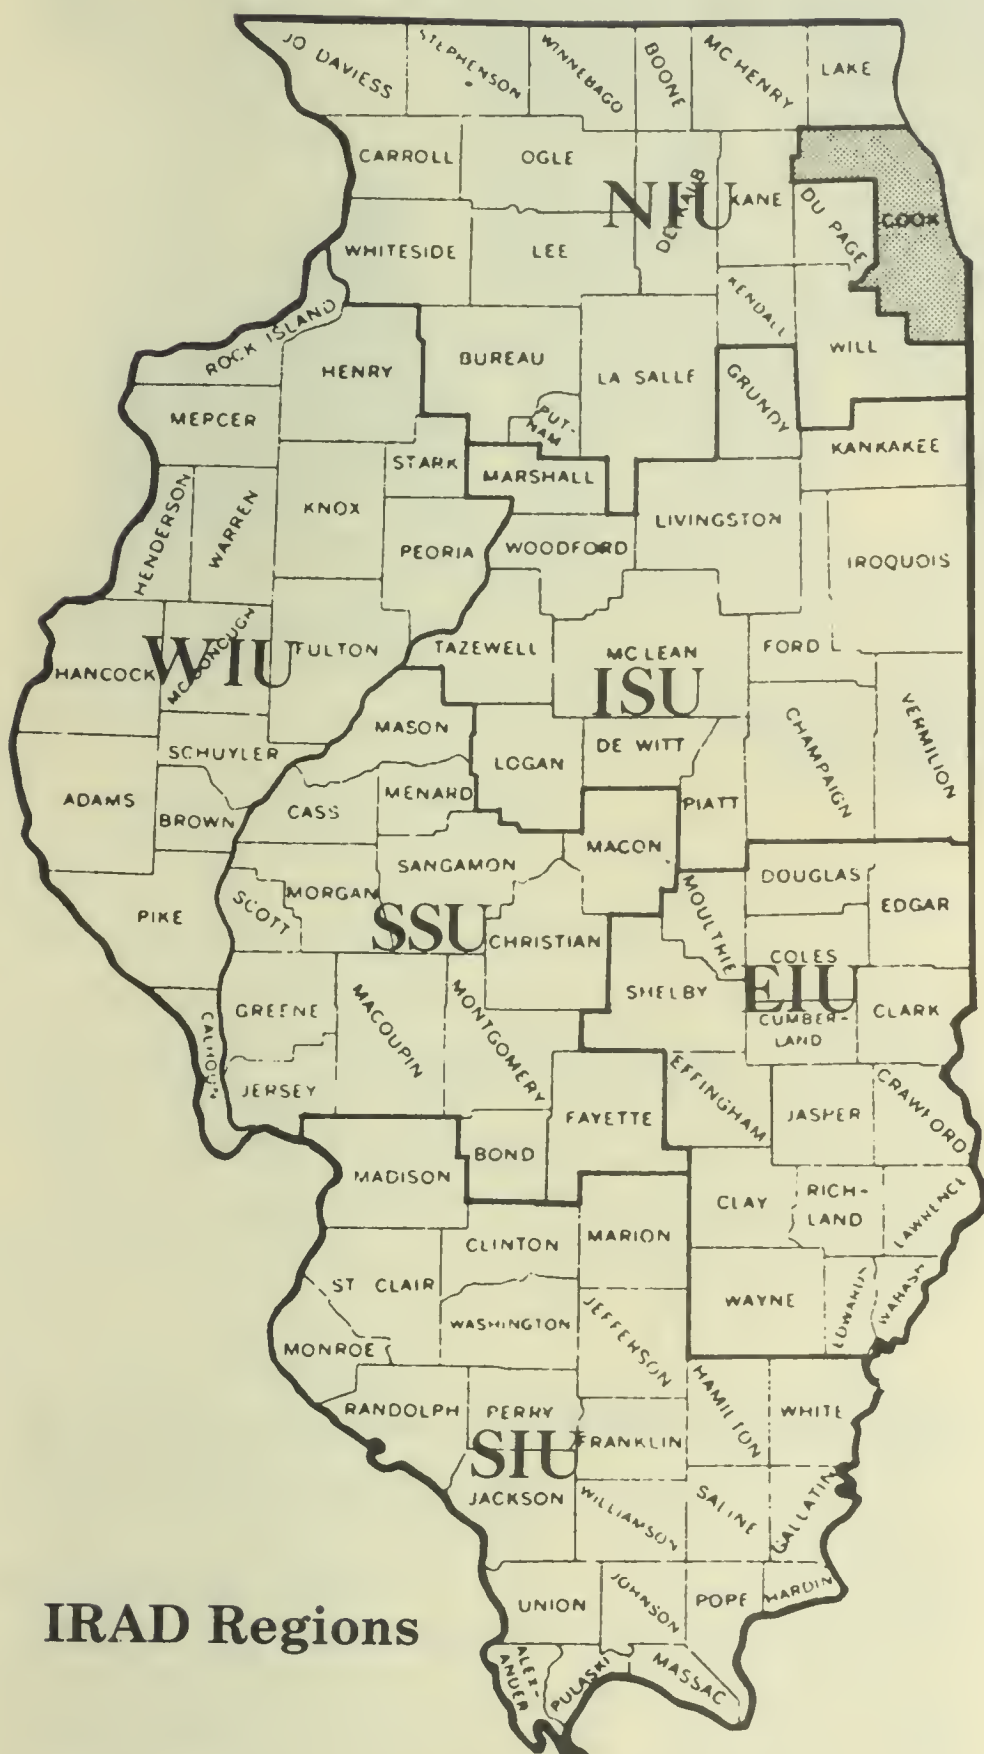 JO DAVIESS
STEPHENSON
WINNEBAGO
BOONE
MC HENRY
LAKE
CARROLL
OGLE
DE KALB
KANE
DU PAGE
COOK
NIU
WHITESIDE
LEE
KENDALL
WILL
ROCK ISLAND
HENRY
BUREAU
PUT-
NAM
LA SALLE
GRUNDY
MERCER
STARK
MARSHALL
KANKAKEE
HENDERSON
WARREN
KNOX
PEORIA
WOODFORD
LIVINGSTON
IROQUOIS
HANCOCK
MC DONOUGH
WIU
FULTON
TAZEWELL
MCLEAN
ISU
FORD
VERMILION
SCHUYLER
MASON
LOGAN
DE WITT
CHAMPAIGN
ADAMS
BROWN
CASS
MENARD
PIATT
MACON
PIKE
SCOTT
MORGAN
SANGAMON
SSU
CHRISTIAN
MOULTRIE
DOUGLAS
EDGAR
COLES
EIU
SHELBY
CUMBER-
LAND
CLARK
CALHOUN
GREENE
MACOUPIN
MONTGOMERY
JERSEY
FAYETTE
EFFINGHAM
JASPER
CRAWFORD
BOND
MADISON
CLAY
RICH-
LAND
LAWRENCE
CLINTON
MARION
ST CLAIR
WAYNE
EDWARDS
WABASH
WASHINGTON
JEFFERSON
MONROE
RANDOLPH
PERRY
HAMILTON
WHITE
SIU
FRANKLIN
JACKSON
WILLIAMSON
SALINE
GALLATIN
UNION
JOHNSON
POPE
HARDIN
ALEX-
ANDER
PULASKI
MASSAC
IRAD Regions